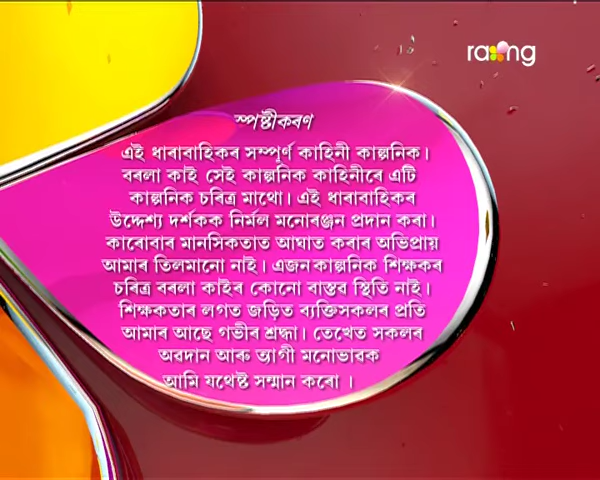 rang
স্পষ্টীকৰণ
এই ধাৰাবাহিকৰ সম্পূৰ্ণ কাহিনী কাল্পনিক।
বৰলা কাই সেই কাল্পনিক কাহিনীৰে এটি
কাল্পনিক চৰিত্ৰ মাথো। এই ধাৰাবাহিকৰ
উদ্দেশ্য দৰ্শকক নিৰ্মল মনোৰঞ্জন প্ৰদান কৰা।
কাৰোবাৰ মানসিকতাত আঘাত কৰাৰ অভিপ্ৰায়
আমাৰ তিলমানো নাই। এজন কাল্পনিক শিক্ষকৰ
চৰিত্ৰ বৰলা কাইৰ কোনো বাস্তৱ স্থিতি নাই।
শিক্ষকতাৰ লগত জড়িত ব্যক্তিসকলৰ প্ৰতি
আমাৰ আছে গভীৰ শ্ৰদ্ধা। তেখেত সকলৰ
অৱদান আৰু ত্যাগী মনোভাৱক
আমি যথেষ্ট সন্মান কৰো ।